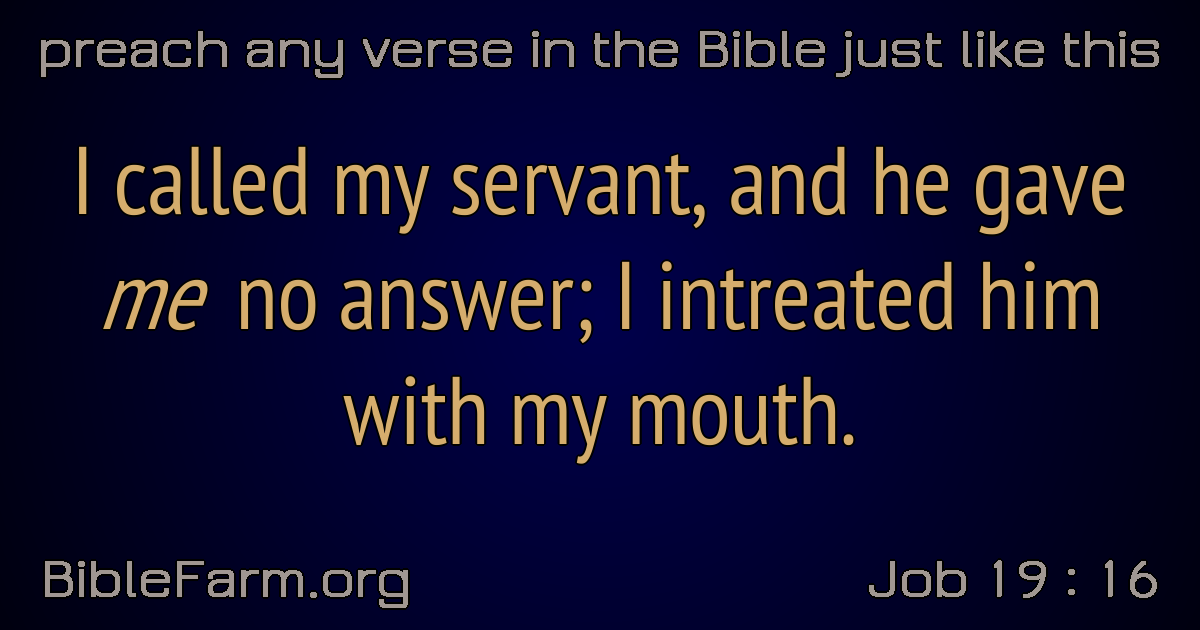 preach any verse in the Bible just like this
I called my servant, and he gave
me no answer; I intreated him
with my mouth.
BibleFarm.org
Job 19 : 16